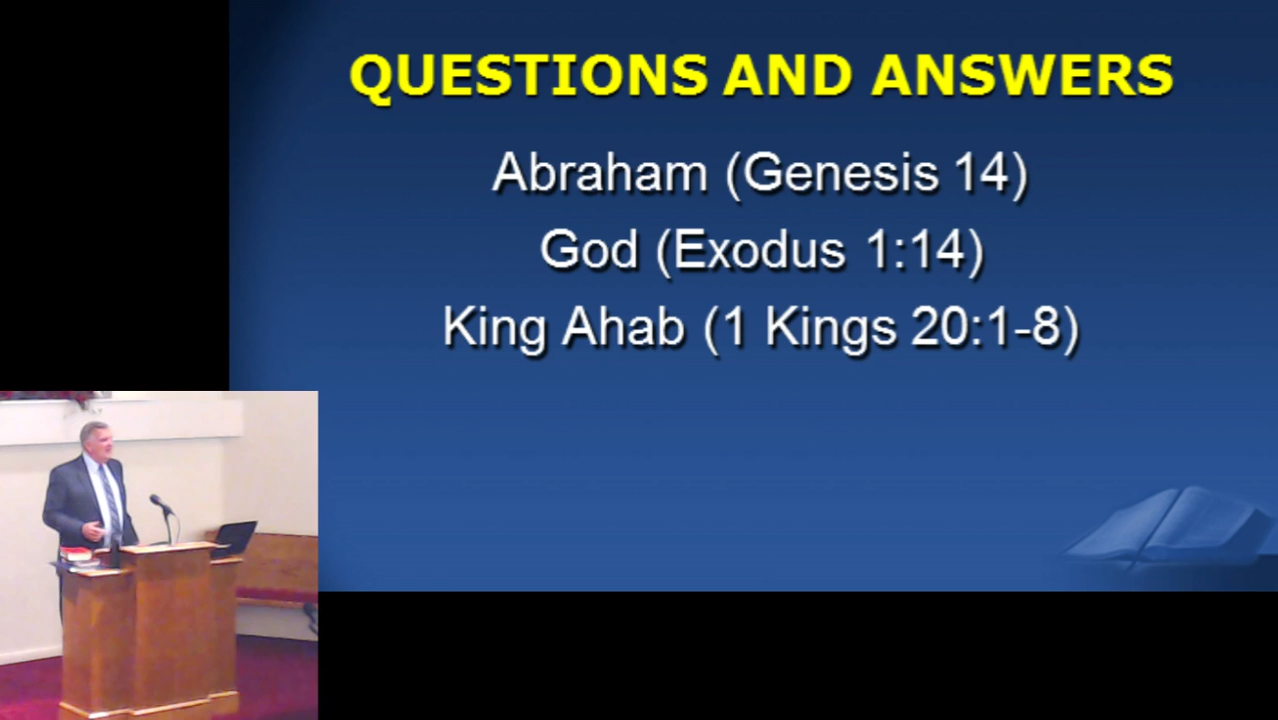 QUESTIONS AND ANSWERS
Abraham (Genesis 14)
God (Exodus 1:14)
King Ahab (1 Kings 20:1-8)